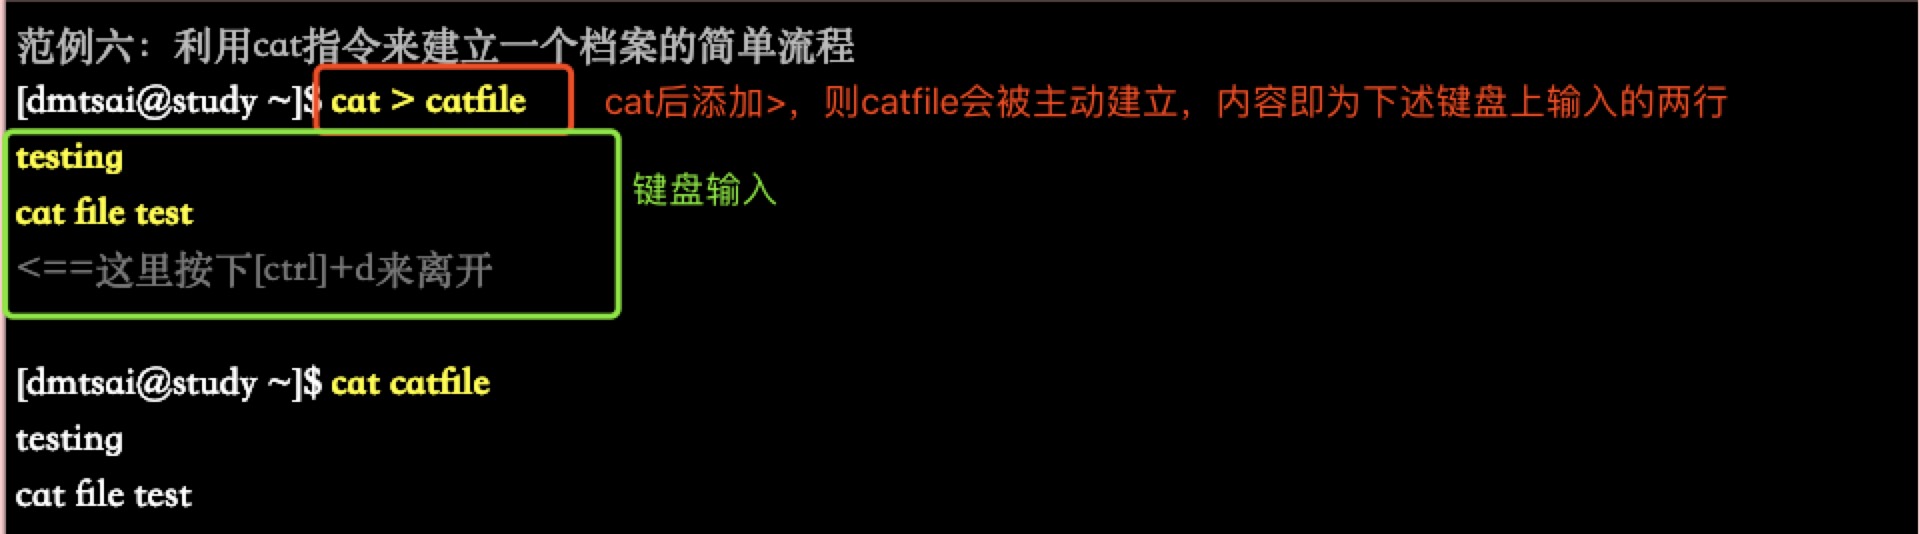 范例六：利用cat指令来建立一个档案的简单流程
[dmtsai@study ~]$ cat > catfile cat后添加>，则catfile会被主动建立，内容即为下述键盘上输入的两行
testing
键盘输入
cat file test
<==这里按下[ctrl]+d来离开
[dmtsai@study ~]$ cat catfile
testing
cat file test